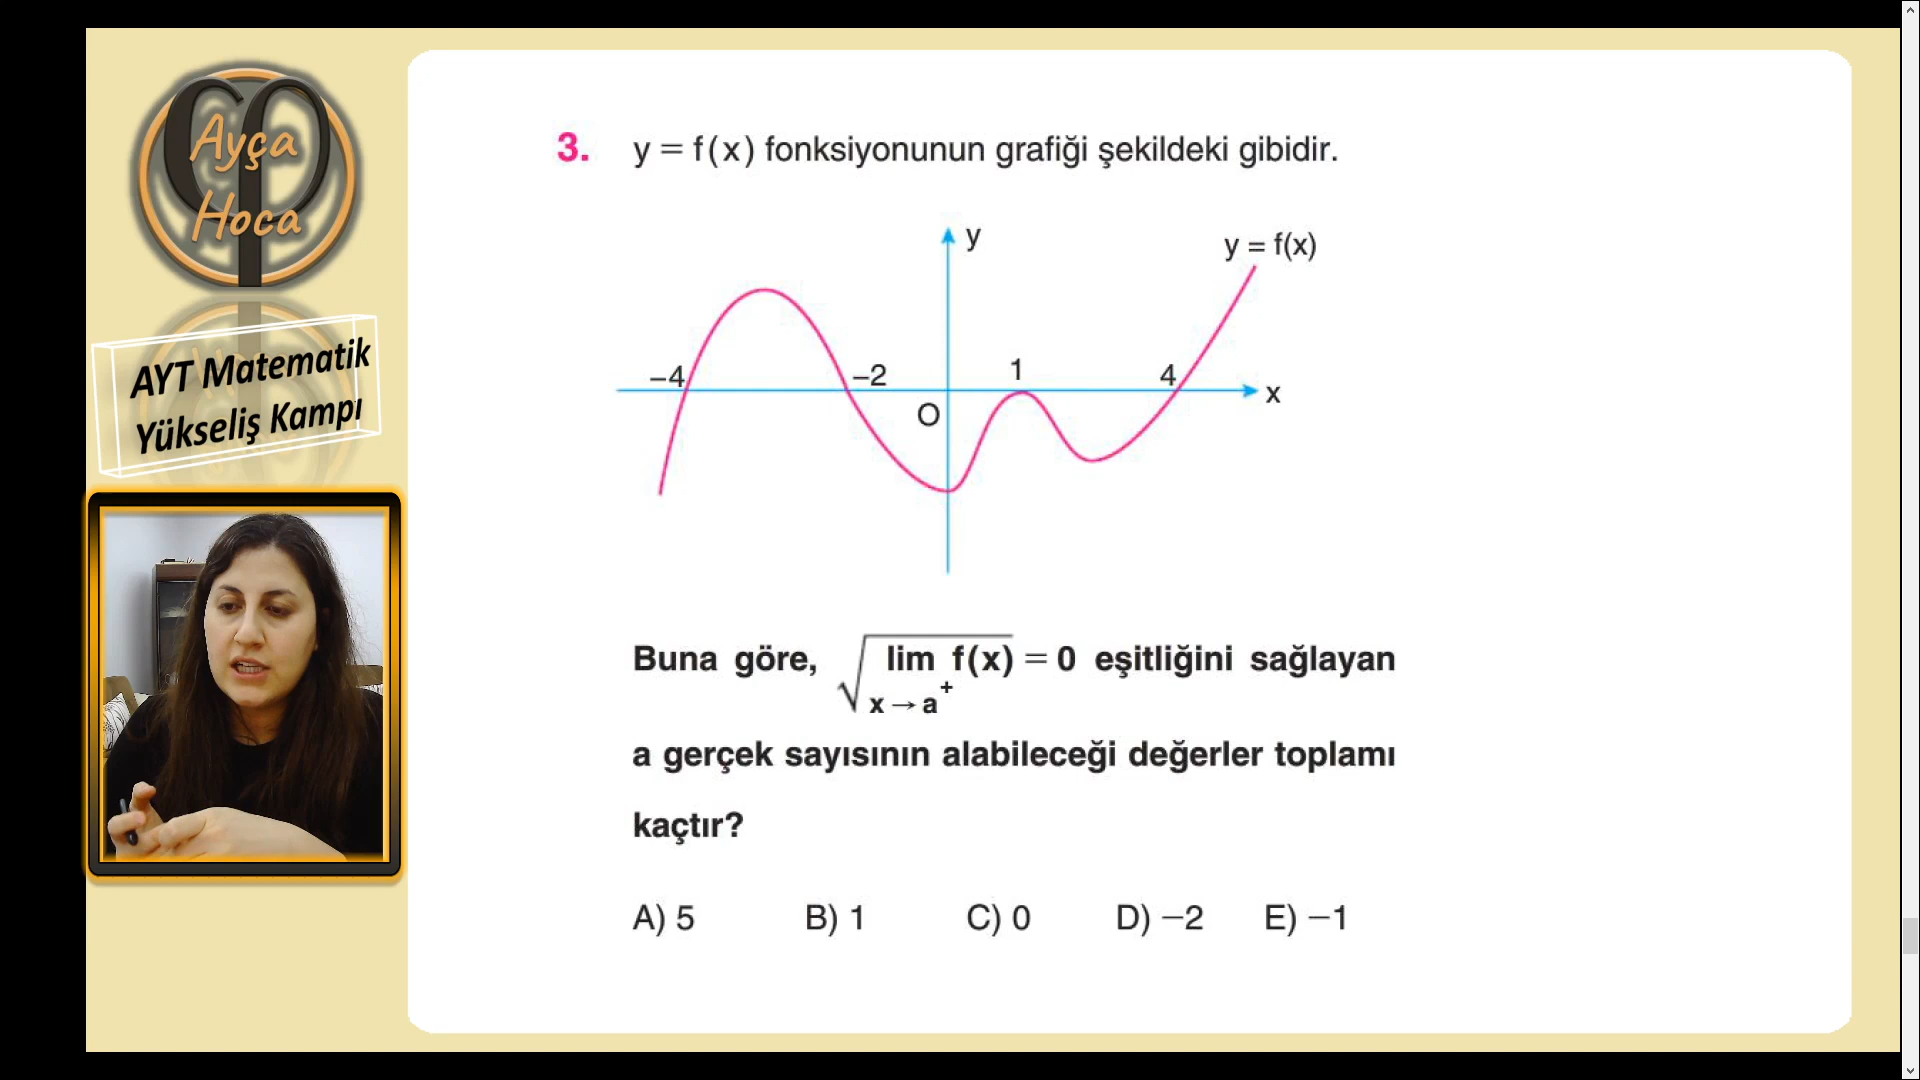 Ayça
Hoca
AYT Matematik
Yükseliş Kampı
3. y = f(x) fonksiyonunun grafiği şekildeki gibidir.
y
y = f(x)
−4
−2
1
4
x
O
Buna göre, √(lim f(x)) = 0 eşitliğini sağlayan
x → a⁺
a gerçek sayısının alabileceği değerler toplamı
kaçtır?
A) 5 B) 1 C) 0 D) −2 E) −1